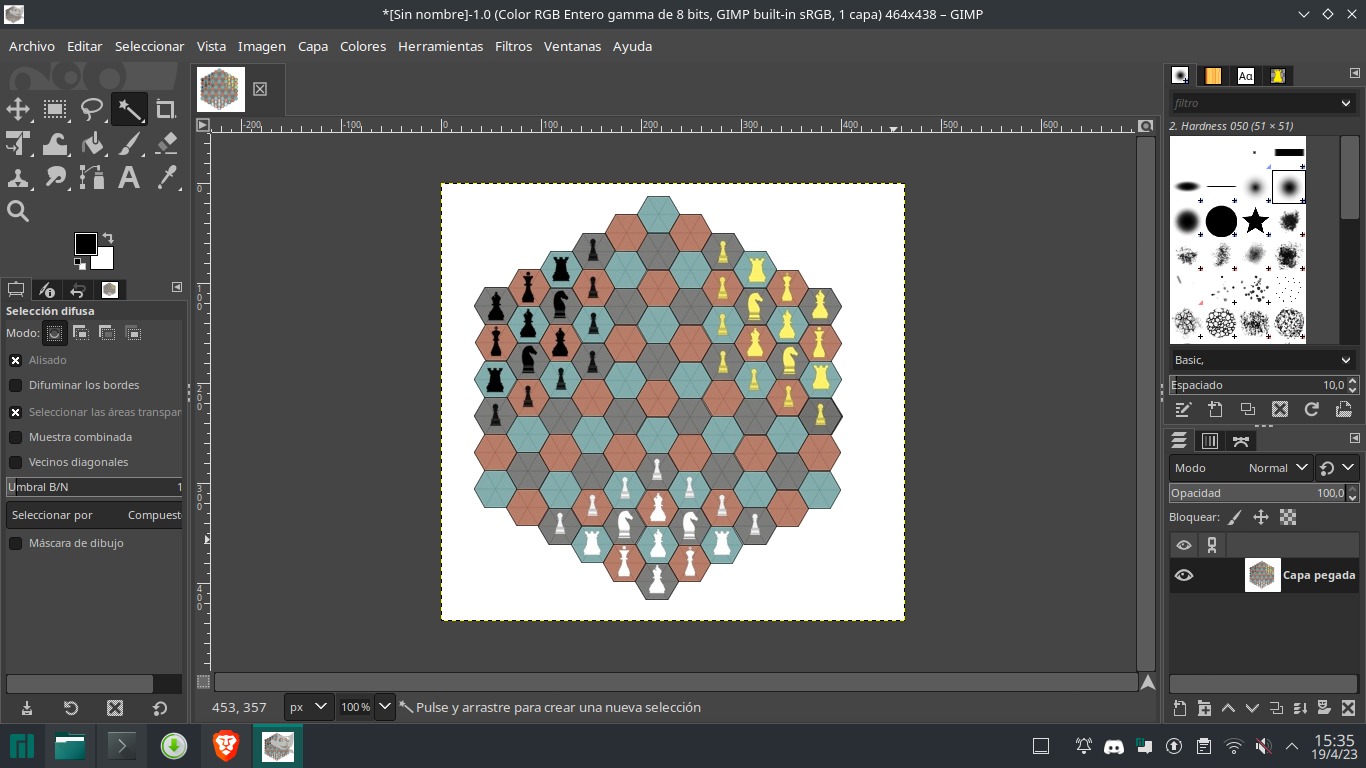 *[Sin nombre]-1.0 (Color RGB Entero gamma de 8 bits, GIMP built-in sRGB, 1 capa) 464x438 – GIMP
Archivo Editar Seleccionar Vista Imagen Capa Colores Herramientas Filtros Ventanas Ayuda
filtro
2. Hardness 050 (51 × 51)
-200 -100 0 100 200 300 400 500 600
0
100
200
300
400
Selección difusa
Modo:
Alisado
Difuminar los bordes
Seleccionar las áreas transpar
Muestra combinada
Vecinos diagonales
Umbral B/N 1
Seleccionar por Compuest
Máscara de dibujo
Basic,
Espaciado 10,0
Modo Normal
Opacidad 100,0
Bloquear:
Capa pegada
453, 357 px 100 % Pulse y arrastre para crear una nueva selección
15:35
19/4/23